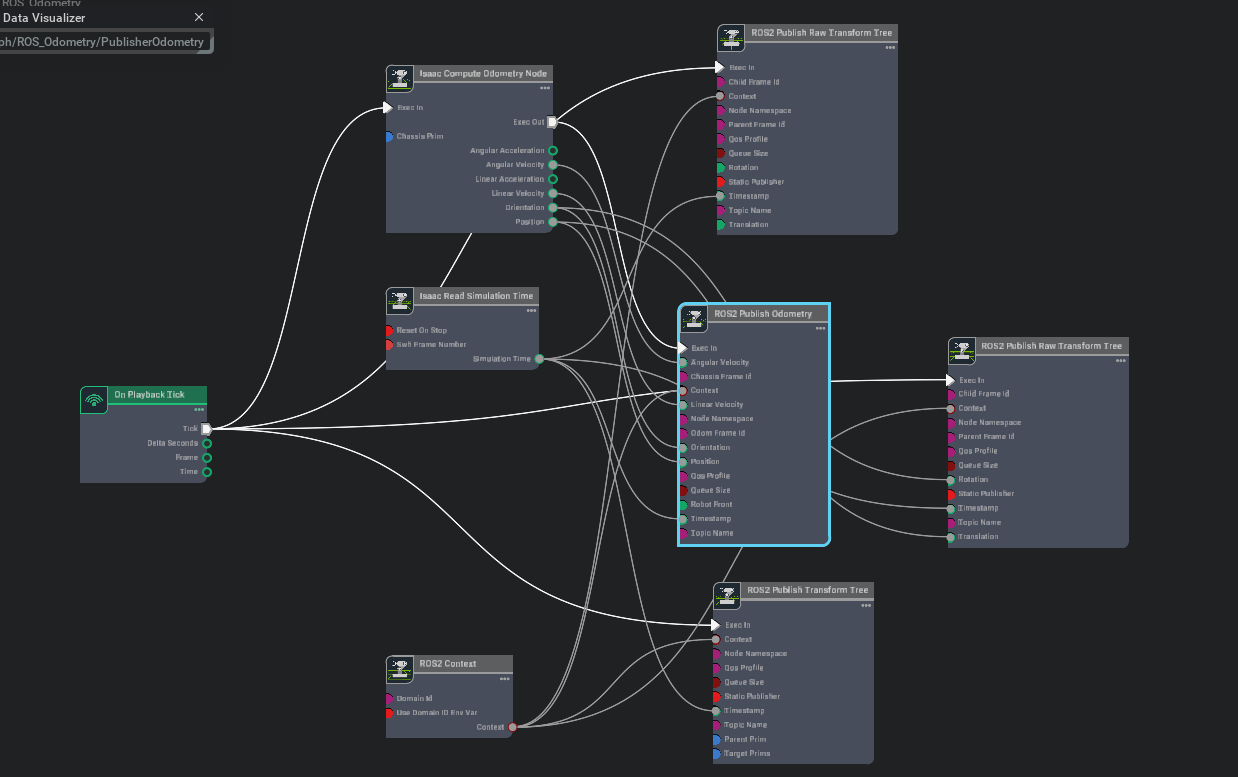 ROS_Odometry
Data Visualizer
ph/ROS_Odometry/PublisherOdometry
ROS2 Publish Raw Transform Tree
Exec In
Child Frame Id
Context
Node Namespace
Parent Frame Id
Qos Profile
Queue Size
Rotation
Static Publisher
Timestamp
Topic Name
Translation
Isaac Compute Odometry Node
Exec In
Exec Out
Chassis Prim
Angular Acceleration
Angular Velocity
Linear Acceleration
Linear Velocity
Orientation
Position
Isaac Read Simulation Time
Reset On Stop
Swh Frame Number
Simulation Time
ROS2 Publish Odometry
Exec In
Angular Velocity
Chassis Frame Id
Context
Linear Velocity
Node Namespace
Odom Frame Id
Orientation
Position
Qos Profile
Queue Size
Robot Front
Timestamp
Topic Name
ROS2 Publish Raw Transform Tree
Exec In
Child Frame Id
Context
Node Namespace
Parent Frame Id
Qos Profile
Queue Size
Rotation
Static Publisher
Timestamp
Topic Name
Translation
On Playback Tick
Tick
Delta Seconds
Frame
Time
ROS2 Publish Transform Tree
Exec In
Context
Node Namespace
Qos Profile
Queue Size
Static Publisher
Timestamp
Topic Name
Parent Prim
Target Prims
ROS2 Context
Domain Id
Use Domain ID Env Var
Context